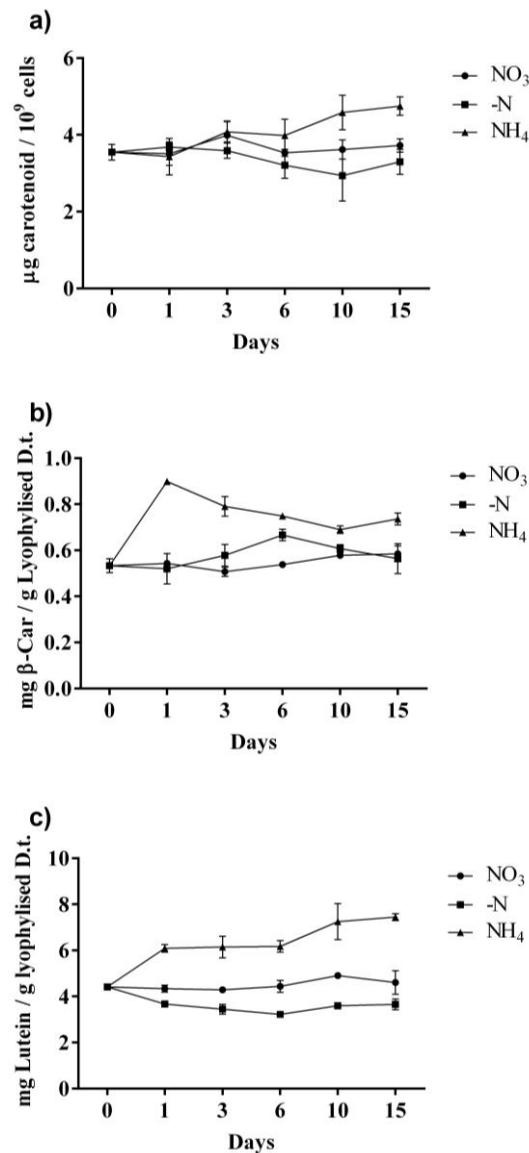 a)
µg carotenoid / 10⁹ cells
6
4
2
0
0 1 3 6 10 15
Days
NO₃
-N
NH₄
b)
mg β-Car / g Lyophylised D.t.
1.0
0.8
0.6
0.4
0.2
0.0
0 1 3 6 10 15
Days
NO₃
-N
NH₄
c)
mg Lutein / g lyophylised D.t.
10
8
6
4
2
0
0 1 3 6 10 15
Days
NO₃
-N
NH₄